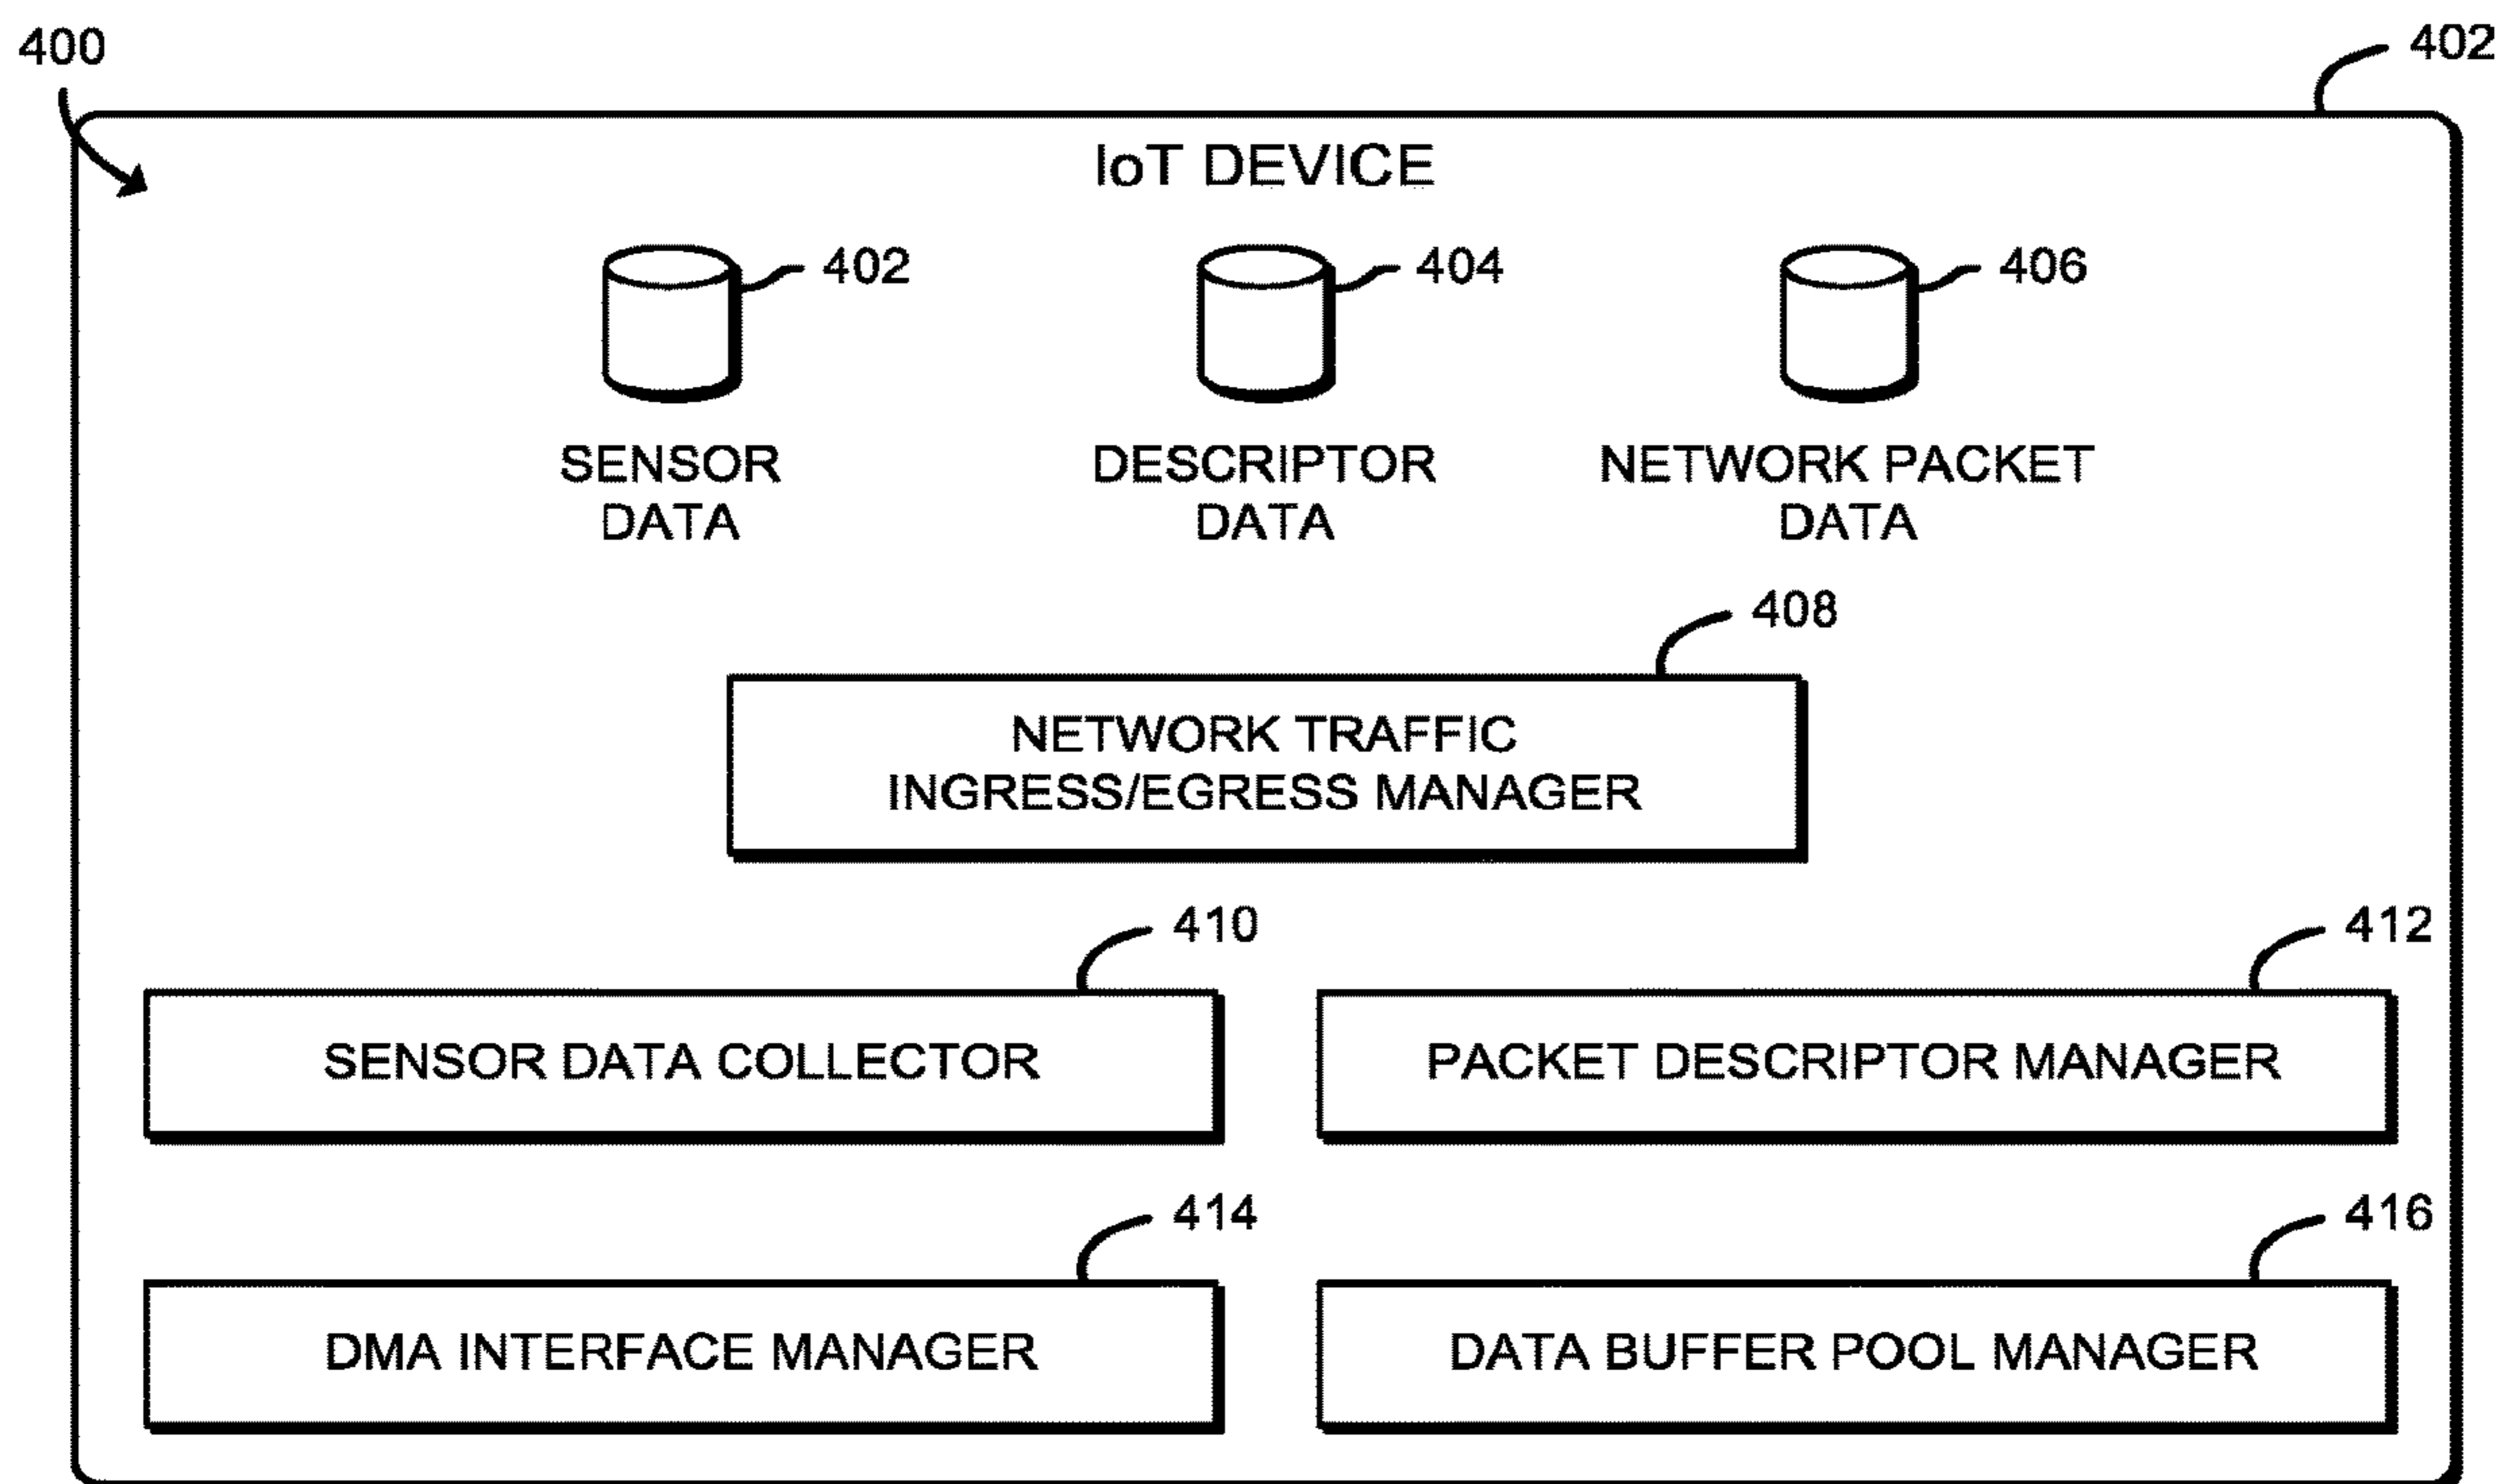 400
402
IoT DEVICE
402
404
406
SENSOR
DATA
DESCRIPTOR
DATA
NETWORK PACKET
DATA
408
NETWORK TRAFFIC
INGRESS/EGRESS MANAGER
410
412
SENSOR DATA COLLECTOR
PACKET DESCRIPTOR MANAGER
414
416
DMA INTERFACE MANAGER
DATA BUFFER POOL MANAGER